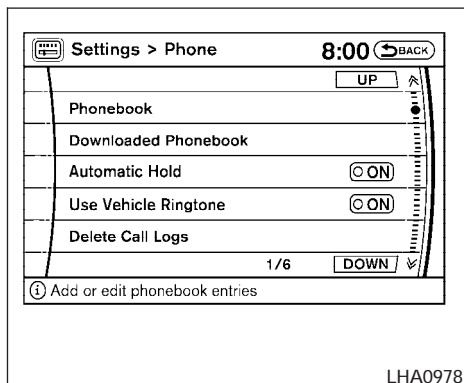 Settings > Phone 8:00 BACK
UP
Phonebook
Downloaded Phonebook
Automatic Hold ON
Use Vehicle Ringtone ON
Delete Call Logs
1/6 DOWN
i Add or edit phonebook entries
LHA0978